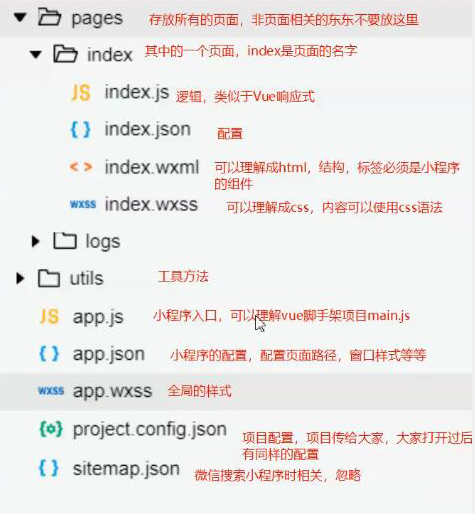 pages 存放所有的页面，非页面相关的东东不要放这里
index 其中的一个页面，index是页面的名字
JS index.js 逻辑，类似于Vue响应式
{ } index.json 配置
< > index.wxml 可以理解成html，结构，标签必须是小程序
的组件
wxss index.wxss 可以理解成css，内容可以使用css语法
logs
utils 工具方法
JS app.js 小程序入口，可以理解vue脚手架项目main.js
{ } app.json 小程序的配置，配置页面路径，窗口样式等等
wxss app.wxss 全局的样式
project.config.json 项目配置，项目传给大家，大家打开过后
有同样的配置
{ } sitemap.json 微信搜索小程序时相关，忽略